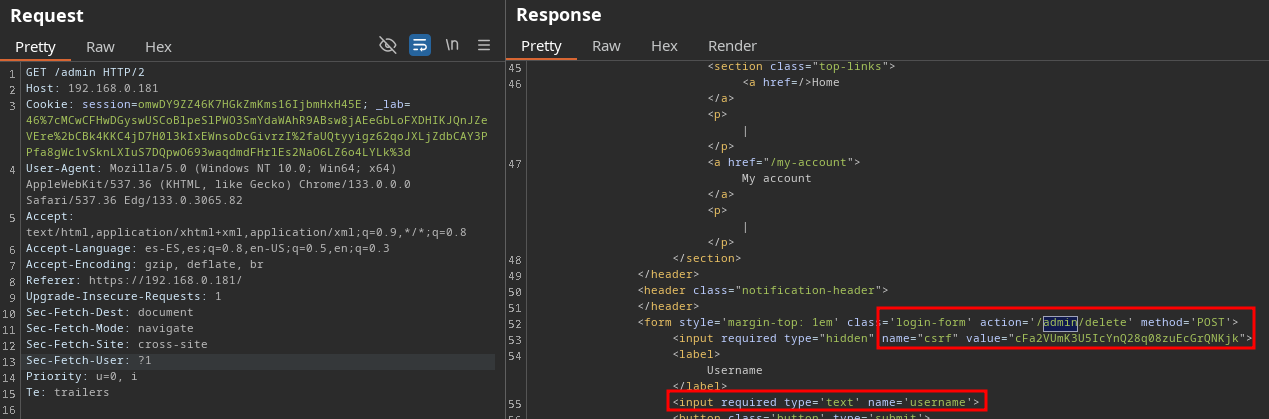 Request
Pretty Raw Hex
\n
1 GET /admin HTTP/2
2 Host: 192.168.0.181
3 Cookie: session=omwDY9ZZ46K7HGkZmKms16IjbmHxH45E; _lab=
46%7cMCwCFHwDGyswUSCoBlpeSlPWO3SmYdaWAhR9ABsw8jAEeGbLoFXDHIKJQnJZe
VEre%2bCBk4KKC4jD7H0l3kIxEWnsoDcGivrzI%2faUQtyyigz62qoJXLjZdbCAY3P
Pfa8gWc1vSknLXIuS7DQpwO693waqdmdFHrlEs2NaO6LZ6o4LYLk%3d
4 User-Agent: Mozilla/5.0 (Windows NT 10.0; Win64; x64)
AppleWebKit/537.36 (KHTML, like Gecko) Chrome/133.0.0.0
Safari/537.36 Edg/133.0.3065.82
5 Accept:
text/html,application/xhtml+xml,application/xml;q=0.9,*/*;q=0.8
6 Accept-Language: es-ES,es;q=0.8,en-US;q=0.5,en;q=0.3
7 Accept-Encoding: gzip, deflate, br
8 Referer: https://192.168.0.181/
9 Upgrade-Insecure-Requests: 1
10 Sec-Fetch-Dest: document
11 Sec-Fetch-Mode: navigate
12 Sec-Fetch-Site: cross-site
13 Sec-Fetch-User: ?1
14 Priority: u=0, i
15 Te: trailers
16
Response
Pretty Raw Hex Render
45 <section class="top-links">
46 <a href=/>Home
</a>
<p>
|
</p>
47 <a href="/my-account">
My account
</a>
<p>
|
</p>
48 </section>
49 </header>
50 <header class="notification-header">
51 </header>
52 <form style='margin-top: 1em' class='login-form' action='/admin/delete' method='POST'>
53 <input required type="hidden" name="csrf" value="cFa2VUmK3U5IcYnQ28q08zuEcGrQNKjk">
54 <label>
Username
</label>
55 <input required type='text' name='username'>
56 <button class='button' type='submit'>